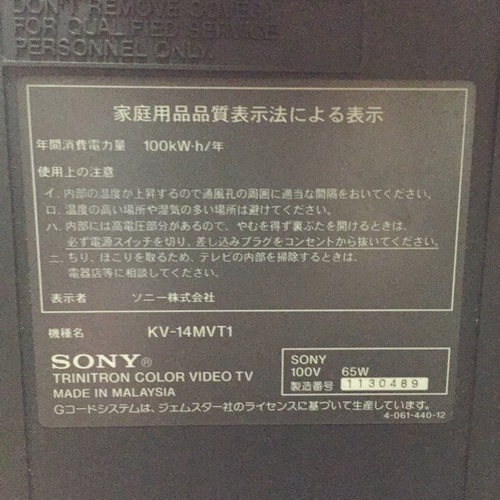 DON'T REMOVE COVER,
FOR QUALIFIED SERVICE
PERSONNEL ONLY.
家庭用品品質表示法による表示
年間消費電力量 100kW·h/年
使用上の注意
イ. 内部の温度が上昇するので通風孔の周囲に適当な間隔をおいてください。
ロ. 温度の高い場所や湿気の多い場所は避けてください。
ハ. 内部には高電圧部分があるので、やむを得ず裏ぶたを開けるときは、
必ず電源スイッチを切り、差し込みプラグをコンセントから抜いてください。
ニ. ちり、ほこりを取るため、テレビの内部を掃除するときは、
電器店等に相談してください。
表示者 ソニー株式会社
機種名 KV-14MVT1
SONY®
TRINITRON COLOR VIDEO TV
MADE IN MALAYSIA
SONY
100V 65W
製造番号 1130489
Gコードシステムは、ジェムスター社のライセンスに基づいて生産しています。
4-061-440-12